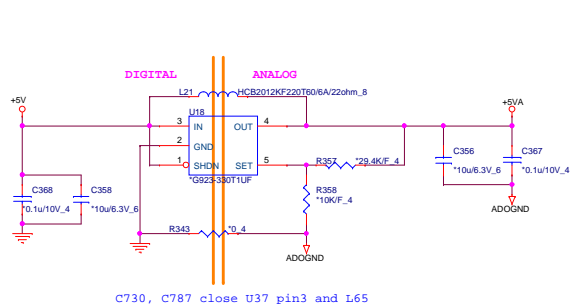 DIGITAL ANALOG
L21 HCB2012KF220T60/6A/22ohm_8
+5V
+5VA
U18
3 IN OUT 4
2 GND
1 SHDN SET 5
*G923-330T1UF
R357 *29.4K/F_4
R358
*10K/F_4
C368
*0.1u/10V_4
C358
*10u/6.3V_6
C356
*10u/6.3V_6
C367
*0.1u/10V_4
ADOGND
R343 *0_4
ADOGND
C730, C787 close U37 pin3 and L65